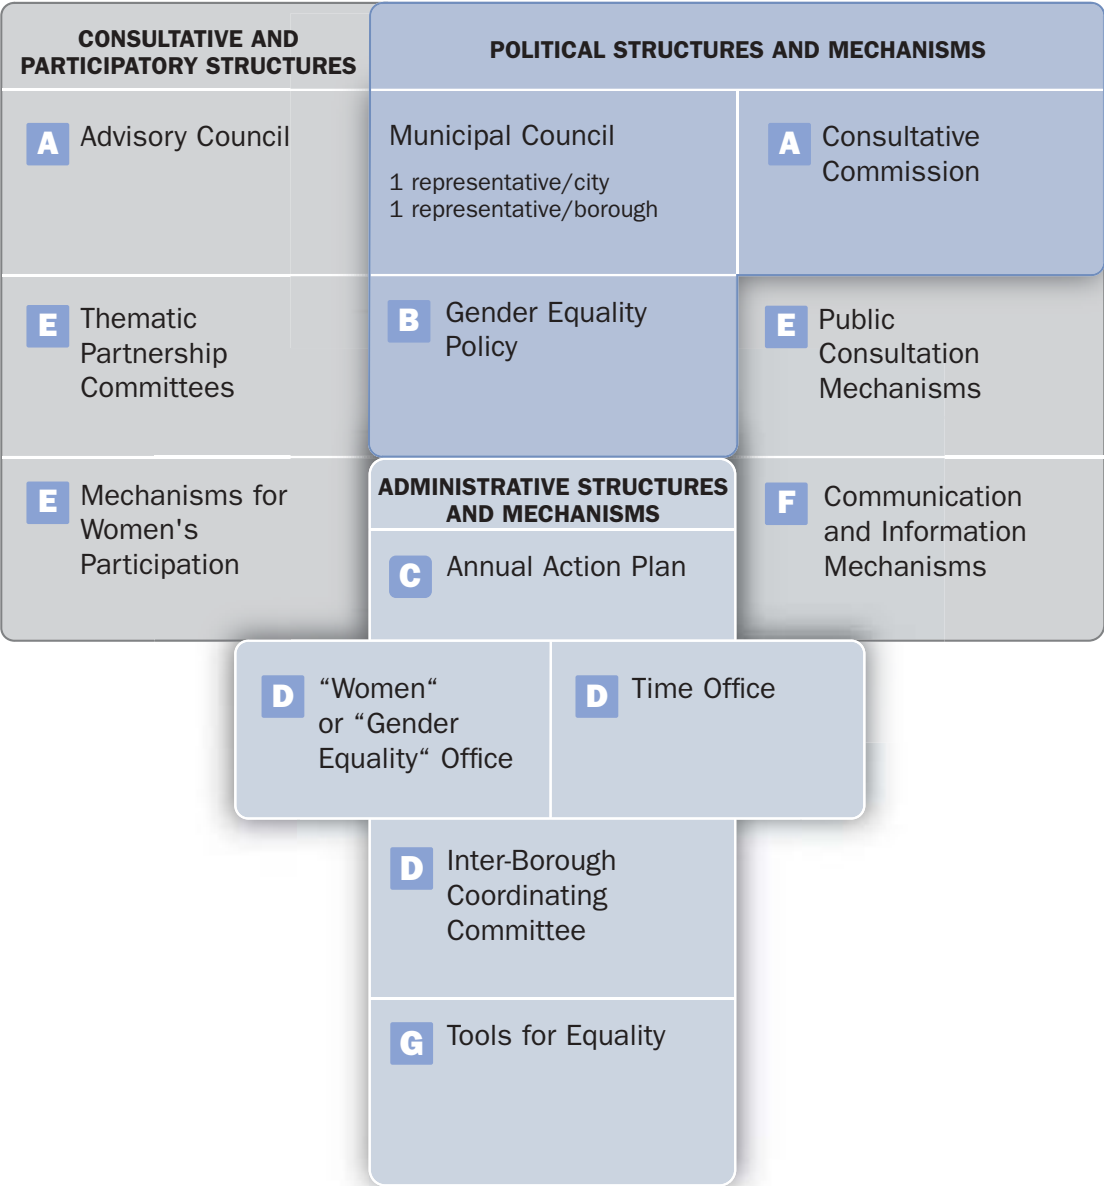 CONSULTATIVE AND
PARTICIPATORY STRUCTURES
POLITICAL STRUCTURES AND MECHANISMS
A Advisory Council
Municipal Council
1 representative/city
1 representative/borough
A Consultative
Commission
E Thematic
Partnership
Committees
B Gender Equality
Policy
E Public
Consultation
Mechanisms
E Mechanisms for
Women's
Participation
ADMINISTRATIVE STRUCTURES
AND MECHANISMS
C Annual Action Plan
F Communication
and Information
Mechanisms
D “Women“
or “Gender
Equality“ Office
D Time Office
D Inter-Borough
Coordinating
Committee
G Tools for Equality